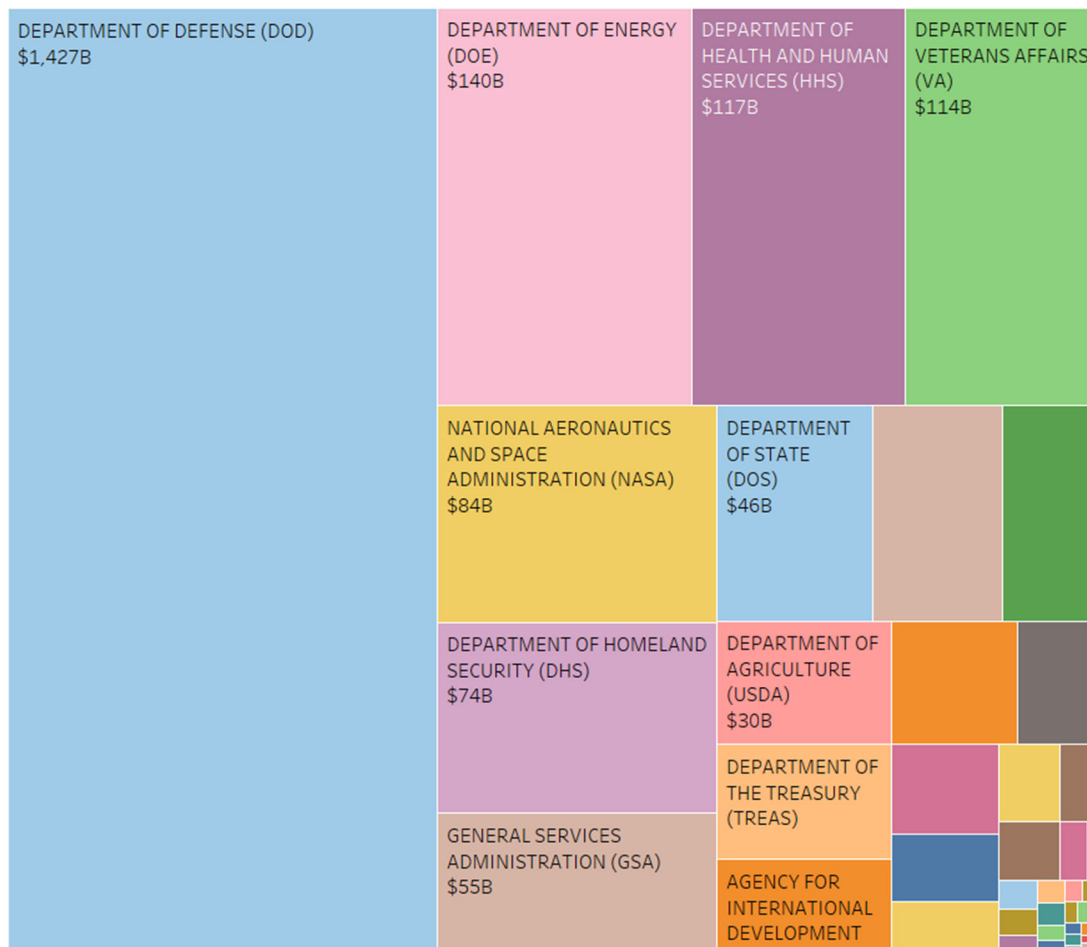 DEPARTMENT OF DEFENSE (DOD)
$1,427B
DEPARTMENT OF ENERGY
(DOE)
$140B
DEPARTMENT OF
HEALTH AND HUMAN
SERVICES (HHS)
$117B
DEPARTMENT OF
VETERANS AFFAIRS
(VA)
$114B
NATIONAL AERONAUTICS
AND SPACE
ADMINISTRATION (NASA)
$84B
DEPARTMENT
OF STATE
(DOS)
$46B
DEPARTMENT OF HOMELAND
SECURITY (DHS)
$74B
DEPARTMENT OF
AGRICULTURE
(USDA)
$30B
DEPARTMENT OF
THE TREASURY
(TREAS)
GENERAL SERVICES
ADMINISTRATION (GSA)
$55B
AGENCY FOR
INTERNATIONAL
DEVELOPMENT